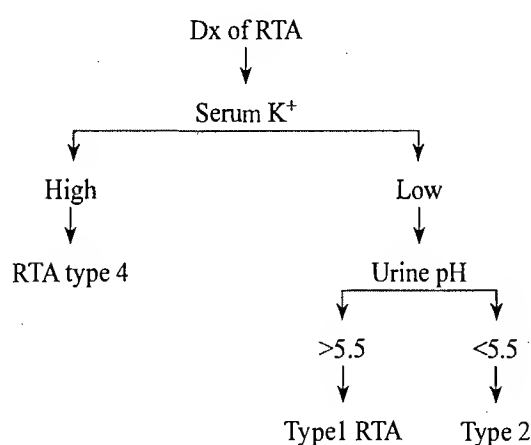 Dx of RTA
Serum K⁺
High Low
RTA type 4 Urine pH
>5.5 <5.5
Type1 RTA Type 2